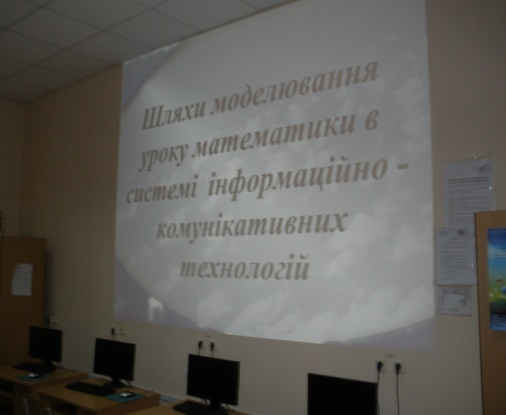 Шляхи моделювання
уроку математики в
системі інформаційно -
комунікативних
технологій